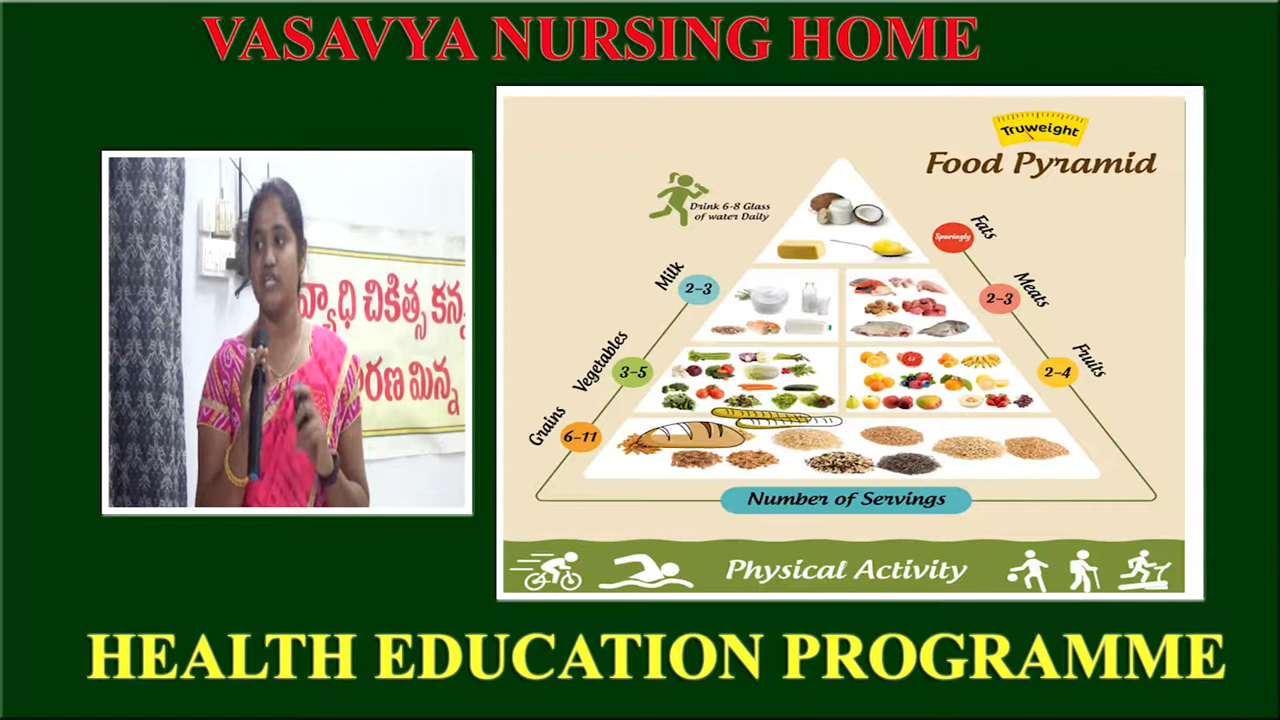 VASAVYA NURSING HOME
వ్యాధి చికిత్స కన్న
రణ మిన్న
Truweight
Food Pyramid
Drink 6-8 Glass
of water Daily
Sparingly
Fats
Milk
2-3
2-3
Meats
Vegetables
3-5
2-4
Fruits
Grains
6-11
Number of Servings
Physical Activity
HEALTH EDUCATION PROGRAMME